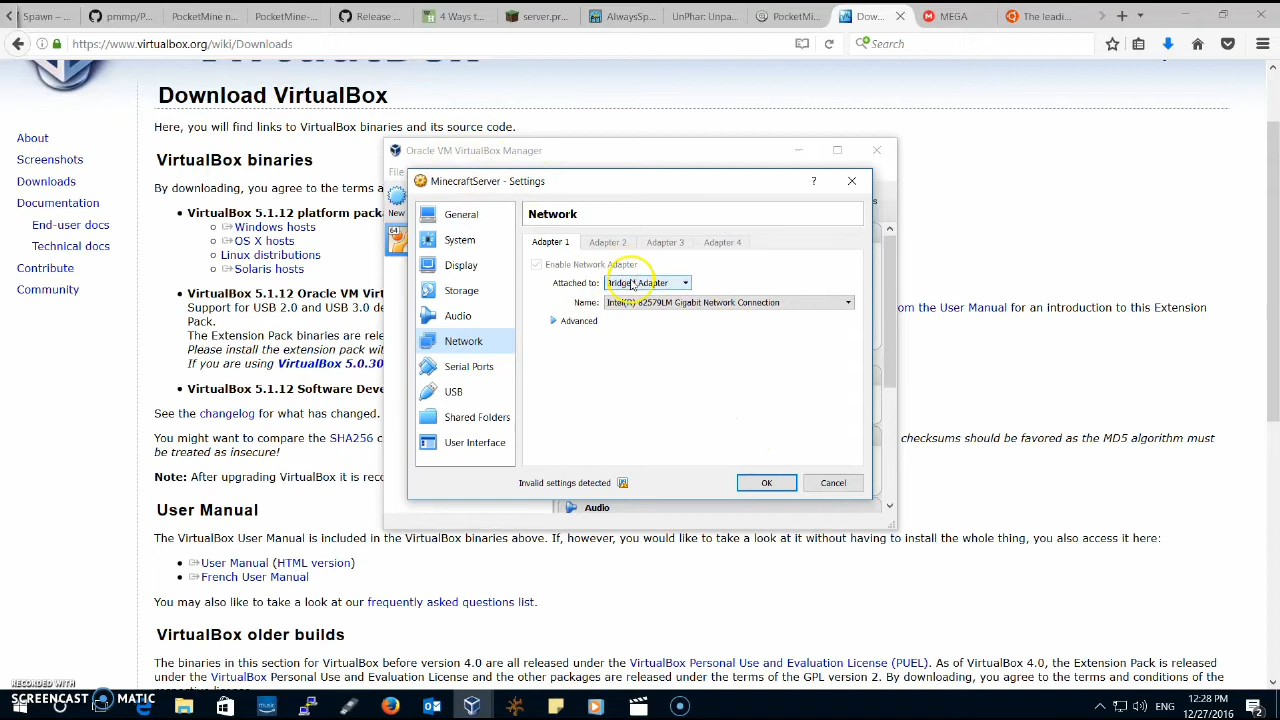 Spawn –
pmmp/P...
PocketMine n...
PocketMine-...
Release ...
4 Ways t...
server.pr...
AlwaysSp...
UnPhar: Unpa...
PocketMi...
Dow...
MEGA
The leadi...
https://www.virtualbox.org/wiki/Downloads
Search
Download VirtualBox
Here, you will find links to VirtualBox binaries and its source code.
About
Screenshots
Downloads
Documentation
End-user docs
Technical docs
Contribute
Community
VirtualBox binaries
By downloading, you agree to the terms a
VirtualBox 5.1.12 platform pack
Windows hosts
OS X hosts
Linux distributions
Solaris hosts
VirtualBox 5.1.12 Oracle VM Virt
Support for USB 2.0 and USB 3.0 de
Pack.
The Extension Pack binaries are rele
Please install the extension pack wit
If you are using VirtualBox 5.0.30
VirtualBox 5.1.12 Software Deve
See the changelog for what has changed.
You might want to compare the SHA256 c
be treated as insecure!
Note: After upgrading VirtualBox it is rece
from the User Manual for an introduction to this Extension
checksums should be favored as the MD5 algorithm must
Oracle VM VirtualBox Manager
File
New
64
MinecraftServer - Settings
?
General
System
Display
Storage
Audio
Network
Serial Ports
USB
Shared Folders
User Interface
Network
Adapter 1
Adapter 2
Adapter 3
Adapter 4
Enable Network Adapter
Attached to: Bridged Adapter
Name: Intel(R) 82579LM Gigabit Network Connection
Advanced
Invalid settings detected
OK
Cancel
Audio
User Manual
The VirtualBox User Manual is included in the VirtualBox binaries above. If, however, you would like to take a look at it without having to install the whole thing, you also access it here:
User Manual (HTML version)
French User Manual
You may also like to take a look at our frequently asked questions list.
VirtualBox older builds
The binaries in this section for VirtualBox before version 4.0 are all released under the VirtualBox Personal Use and Evaluation License (PUEL). As of VirtualBox 4.0, the Extension Pack is released
under the VirtualBox Personal Use and Evaluation License and the other packages are released under the terms of the GPL version 2. By downloading, you agree to the terms and conditions of the
SCREENCAST MATIC
RECORDED WITH
music
ENG
12:28 PM
12/27/2016
2